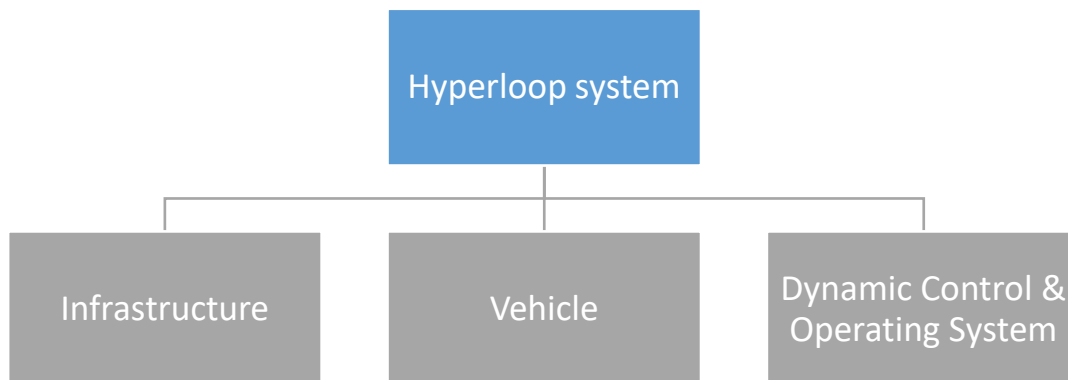 Hyperloop system
Infrastructure
Vehicle
Dynamic Control &
Operating System